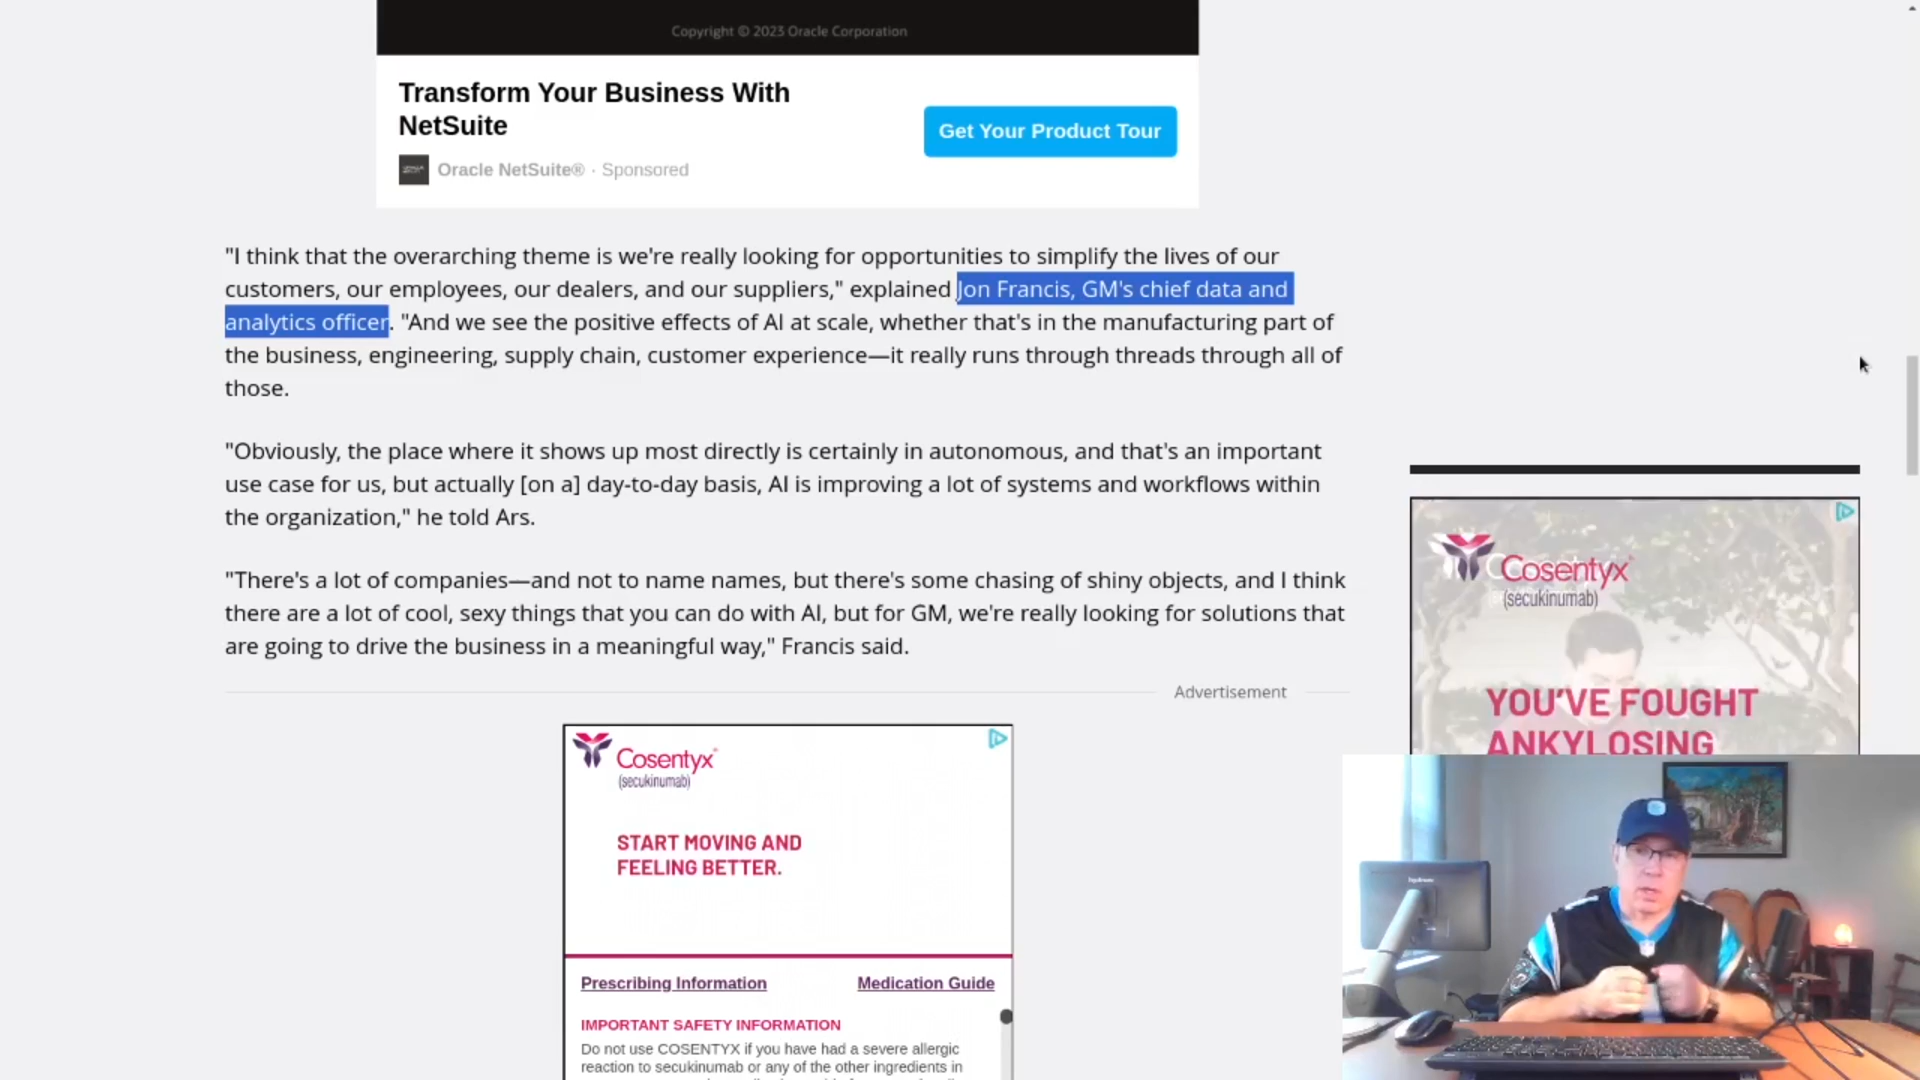 Copyright © 2023 Oracle Corporation
Transform Your Business With
NetSuite
Get Your Product Tour
Oracle NetSuite® · Sponsored
"I think that the overarching theme is we're really looking for opportunities to simplify the lives of our
customers, our employees, our dealers, and our suppliers," explained Jon Francis, GM's chief data and
analytics officer. "And we see the positive effects of AI at scale, whether that's in the manufacturing part of
the business, engineering, supply chain, customer experience—it really runs through threads through all of
those.
"Obviously, the place where it shows up most directly is certainly in autonomous, and that's an important
use case for us, but actually [on a] day-to-day basis, AI is improving a lot of systems and workflows within
the organization," he told Ars.
"There's a lot of companies—and not to name names, but there's some chasing of shiny objects, and I think
there are a lot of cool, sexy things that you can do with AI, but for GM, we're really looking for solutions that
are going to drive the business in a meaningful way," Francis said.
Advertisement
Cosentyx
(secukinumab)
START MOVING AND
FEELING BETTER.
Prescribing Information Medication Guide
IMPORTANT SAFETY INFORMATION
Do not use COSENTYX if you have had a severe allergic
reaction to secukinumab or any of the other ingredients in
Cosentyx
(secukinumab)
YOU'VE FOUGHT
ANKYLOSING